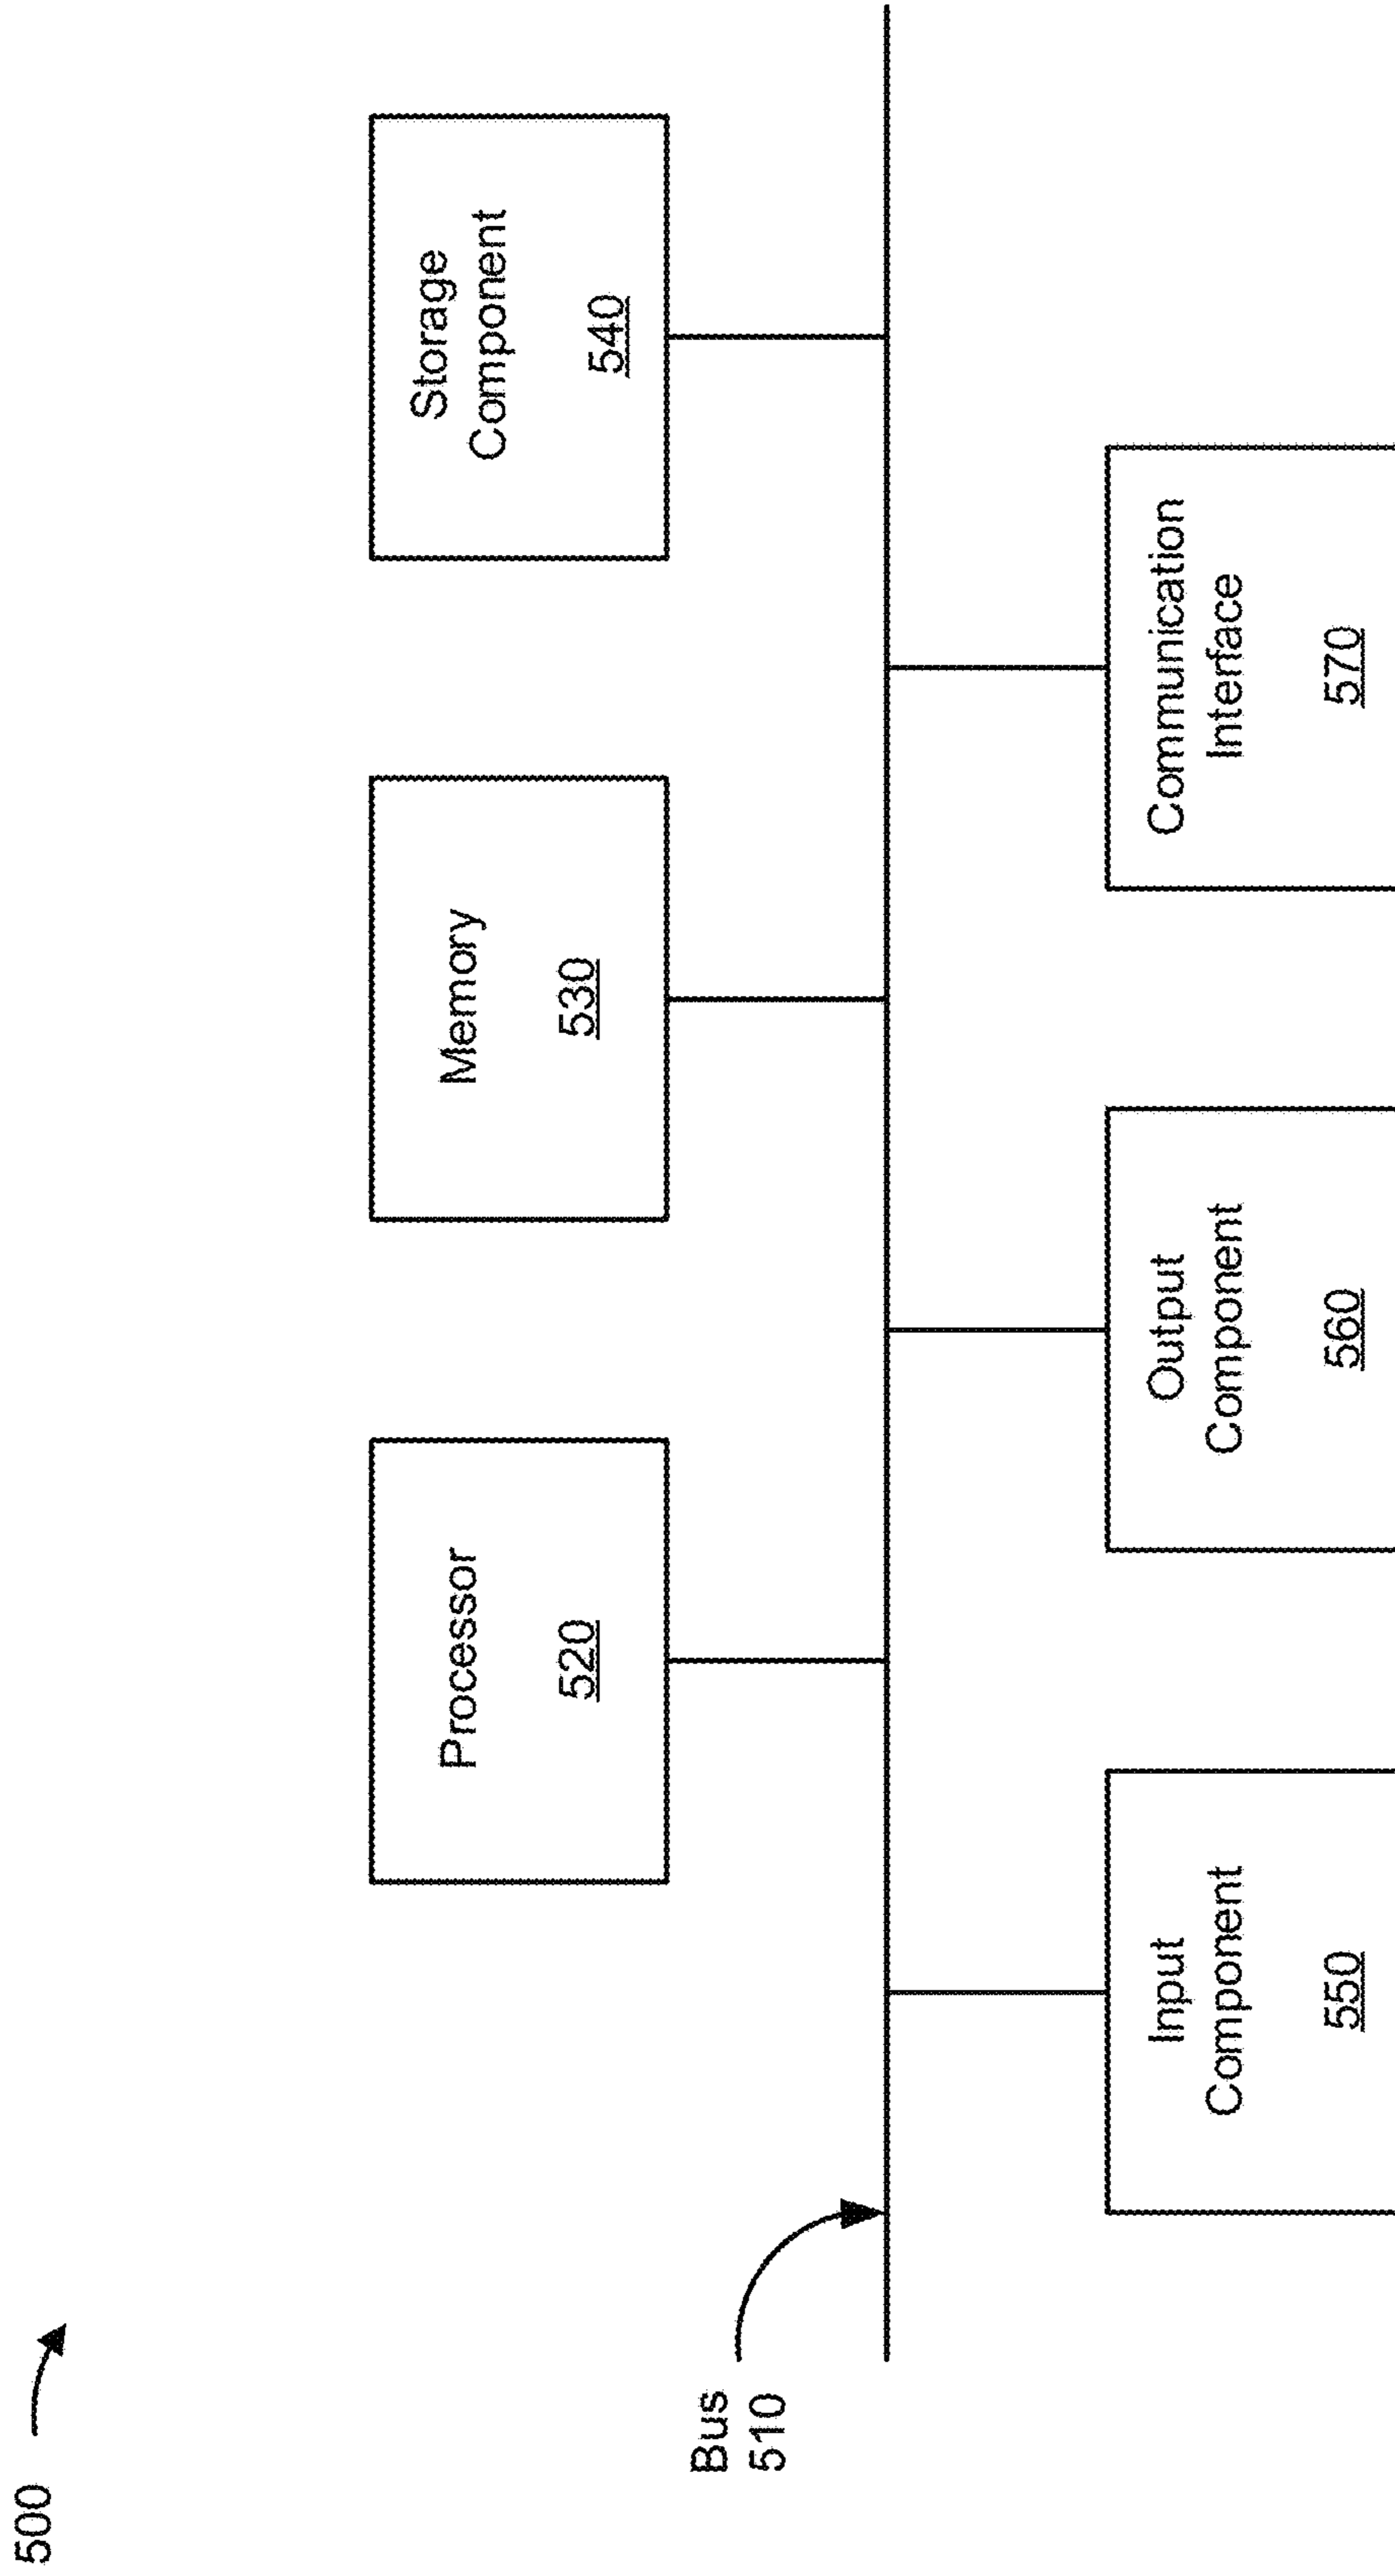 500
Processor
520
Memory
530
Storage
Component
540
Bus
510
Input
Component
550
Output
Component
560
Communication
Interface
570